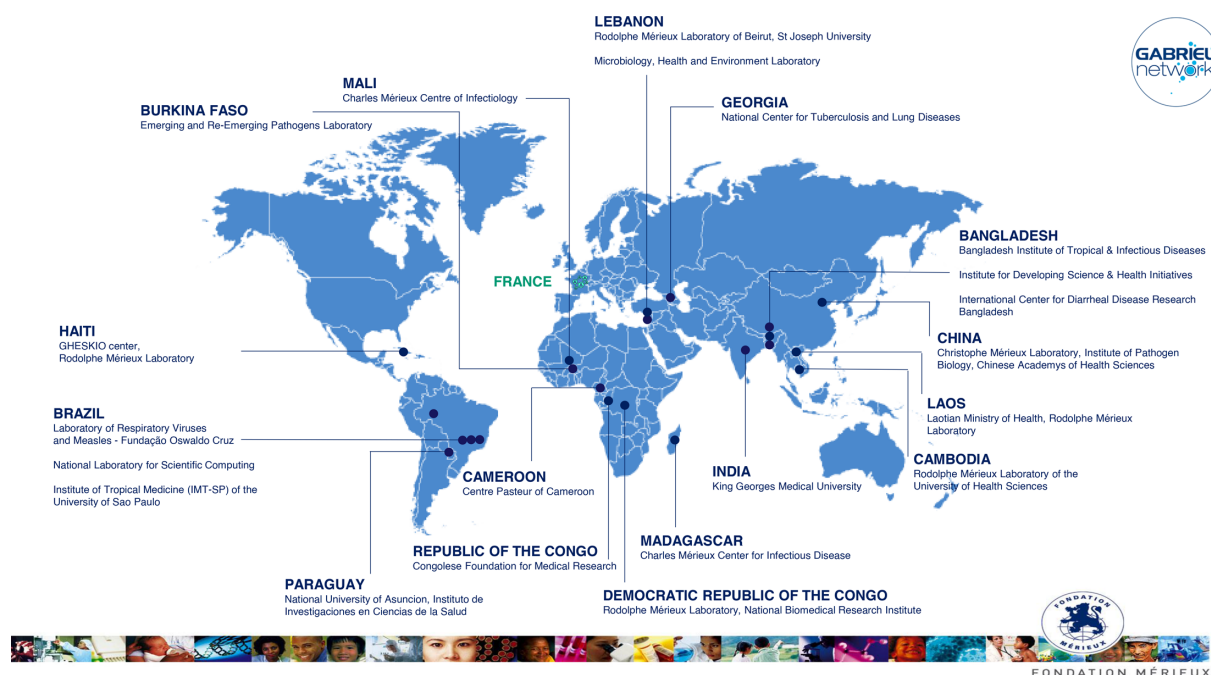 LEBANON
Rodolphe Mérieux Laboratory of Beirut, St Joseph University
Microbiology, Health and Environment Laboratory
GABRIEL
network
MALI
Charles Mérieux Centre of Infectiology
BURKINA FASO
Emerging and Re-Emerging Pathogens Laboratory
GEORGIA
National Center for Tuberculosis and Lung Diseases
FRANCE
BANGLADESH
Bangladesh Institute of Tropical & Infectious Diseases
Institute for Developing Science & Health Initiatives
International Center for Diarrheal Disease Research
Bangladesh
HAITI
GHESKIO center,
Rodolphe Mérieux Laboratory
CHINA
Christophe Mérieux Laboratory, Institute of Pathogen
Biology, Chinese Academys of Health Sciences
BRAZIL
Laboratory of Respiratory Viruses
and Measles - Fundação Oswaldo Cruz
National Laboratory for Scientific Computing
Institute of Tropical Medicine (IMT-SP) of the
University of Sao Paulo
LAOS
Laotian Ministry of Health, Rodolphe Mérieux
Laboratory
CAMBODIA
Rodolphe Mérieux Laboratory of the
University of Health Sciences
CAMEROON
Centre Pasteur of Cameroon
INDIA
King Georges Medical University
MADAGASCAR
Charles Mérieux Center for Infectious Disease
REPUBLIC OF THE CONGO
Congolese Foundation for Medical Research
PARAGUAY
National University of Asuncion, Instituto de
Investigaciones en Ciencias de la Salud
DEMOCRATIC REPUBLIC OF THE CONGO
Rodolphe Mérieux Laboratory, National Biomedical Research Institute
FONDATION
MÉRIEUX
FONDATION MÉRIEUX